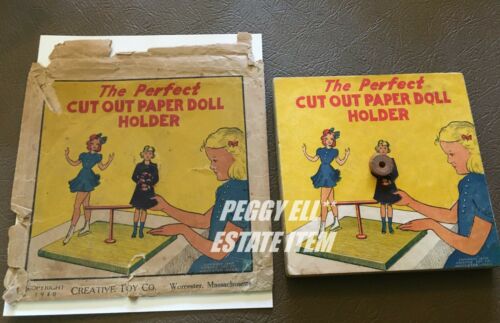 The Perfect
CUT OUT PAPER DOLL
HOLDER
COPYRIGHT
1940
CREATIVE TOY CO.
WORCESTER, MASSACHUSETTS
The Perfect
CUT OUT PAPER DOLL
HOLDER
PEGGY ELI **
ESTATE ITEM